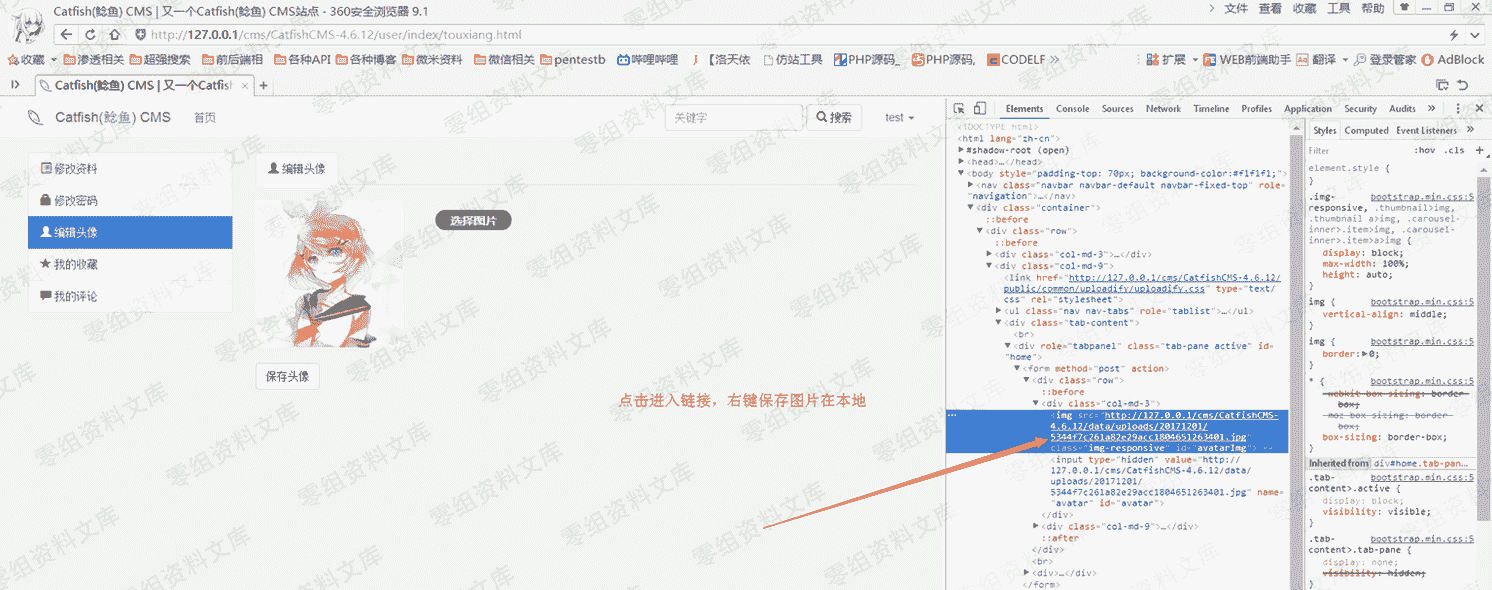 Catfish(鲶鱼) CMS | 又一个Catfish(鲶鱼) CMS站点 - 360安全浏览器 9.1
文件 查看 收藏 工具 帮助
http://127.0.0.1/cms/CatfishCMS-4.6.12/user/index/touxiang.html
收藏 渗透相关 超强搜索 前后端相 各种API 各种博客 微米资料 微信相关 pentestb 哔哩哔哩 【洛天依 仿站工具 PHP源码_ PHP源码, CODELF » 扩展 WEB前端助手 翻译 登录管家 AdBlock
Catfish(鲶鱼) CMS | 又一个Catfish × +
Catfish(鲶鱼) CMS 首页 关键字 搜索 test
修改资料
修改密码
编辑头像
我的收藏
我的评论
编辑头像
选择图片
保存头像
点击进入链接，右键保存图片在本地
Elements Console Sources Network Timeline Profiles Application Security Audits »
<!DOCTYPE html>
<html lang="zh-cn">
▶#shadow-root (open)
▶<head>…</head>
▼<body style="padding-top: 70px; background-color:#f1f1f1;">
▶<nav class="navbar navbar-default navbar-fixed-top" role=
"navigation">…</nav>
▼<div class="container">
::before
▼<div class="row">
::before
▶<div class="col-md-3">…</div>
▼<div class="col-md-9">
<link href="http://127.0.0.1/cms/CatfishCMS-4.6.12/
public/common/uploadify/uploadify.css" type="text/
css" rel="stylesheet">
▶<ul class="nav nav-tabs" role="tablist">…</ul>
▼<div class="tab-content">
<br>
▼<div role="tabpanel" class="tab-pane active" id=
"home">
▼<form method="post" action>
▼<div class="row">
::before
▼<div class="col-md-3">
<img src="http://127.0.0.1/cms/CatfishCMS-
4.6.12/data/uploads/20171201/
5344f7c261a82e29acc1804651263401.jpg"
class="img-responsive" id="avatarImg">
<input type="hidden" value="http://
127.0.0.1/cms/CatfishCMS-4.6.12/data/
uploads/20171201/
5344f7c261a82e29acc1804651263401.jpg" name=
"avatar" id="avatar">
</div>
▶<div class="col-md-9">…</div>
::after
</div>
<br>
▶<div>…</div>
</form>
Styles Computed Event Listeners »
Filter :hov .cls +
element.style {
}
.img- bootstrap.min.css:5
responsive, .thumbnail>img,
.thumbnail a>img, .carousel-
inner>.item>img, .carousel-
inner>.item>a>img {
display: block;
max-width: 100%;
height: auto;
}
img { bootstrap.min.css:5
vertical-align: middle;
}
img { bootstrap.min.css:5
border:▶0;
}
* { bootstrap.min.css:5
-webkit-box-sizing: border-
box;
-moz-box-sizing: border-
box;
box-sizing: border-box;
}
Inherited from div#home.tab-pan…
.tab- bootstrap.min.css:5
content>.active {
display: block;
visibility: visible;
}
.tab- bootstrap.min.css:5
content>.tab-pane {
display: none;
visibility: hidden;
}
零组资料文库